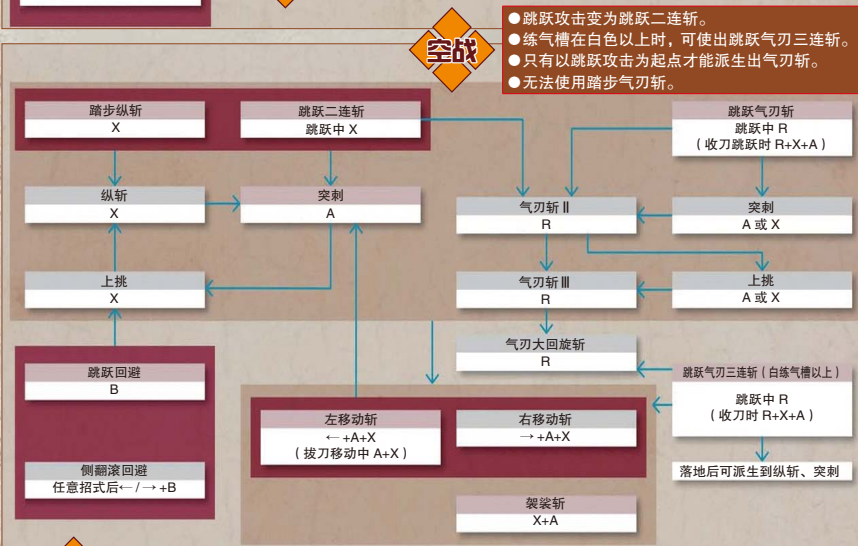 空战
●跳跃攻击变为跳跃二连斩。
●练气槽在白色以上时，可使出跳跃气刃三连斩。
●只有以跳跃攻击为起点才能派生出气刃斩。
●无法使用踏步气刃斩。
踏步纵斩
X
跳跃二连斩
跳跃中 X
跳跃气刃斩
跳跃中 R
（收刀跳跃时 R+X+A）
纵斩
X
突刺
A
气刃斩Ⅱ
R
突刺
A 或 X
上挑
X
气刃斩Ⅲ
R
上挑
A 或 X
气刃大回旋斩
R
跳跃回避
B
跳跃气刃三连斩（白练气槽以上）
跳跃中 R
（收刀时 R+X+A）
左移动斩
← +A+X
（拔刀移动中 A+X）
右移动斩
→ +A+X
侧翻滚回避
任意招式后← / → +B
落地后可派生到纵斩、突刺
袈裟斩
X+A